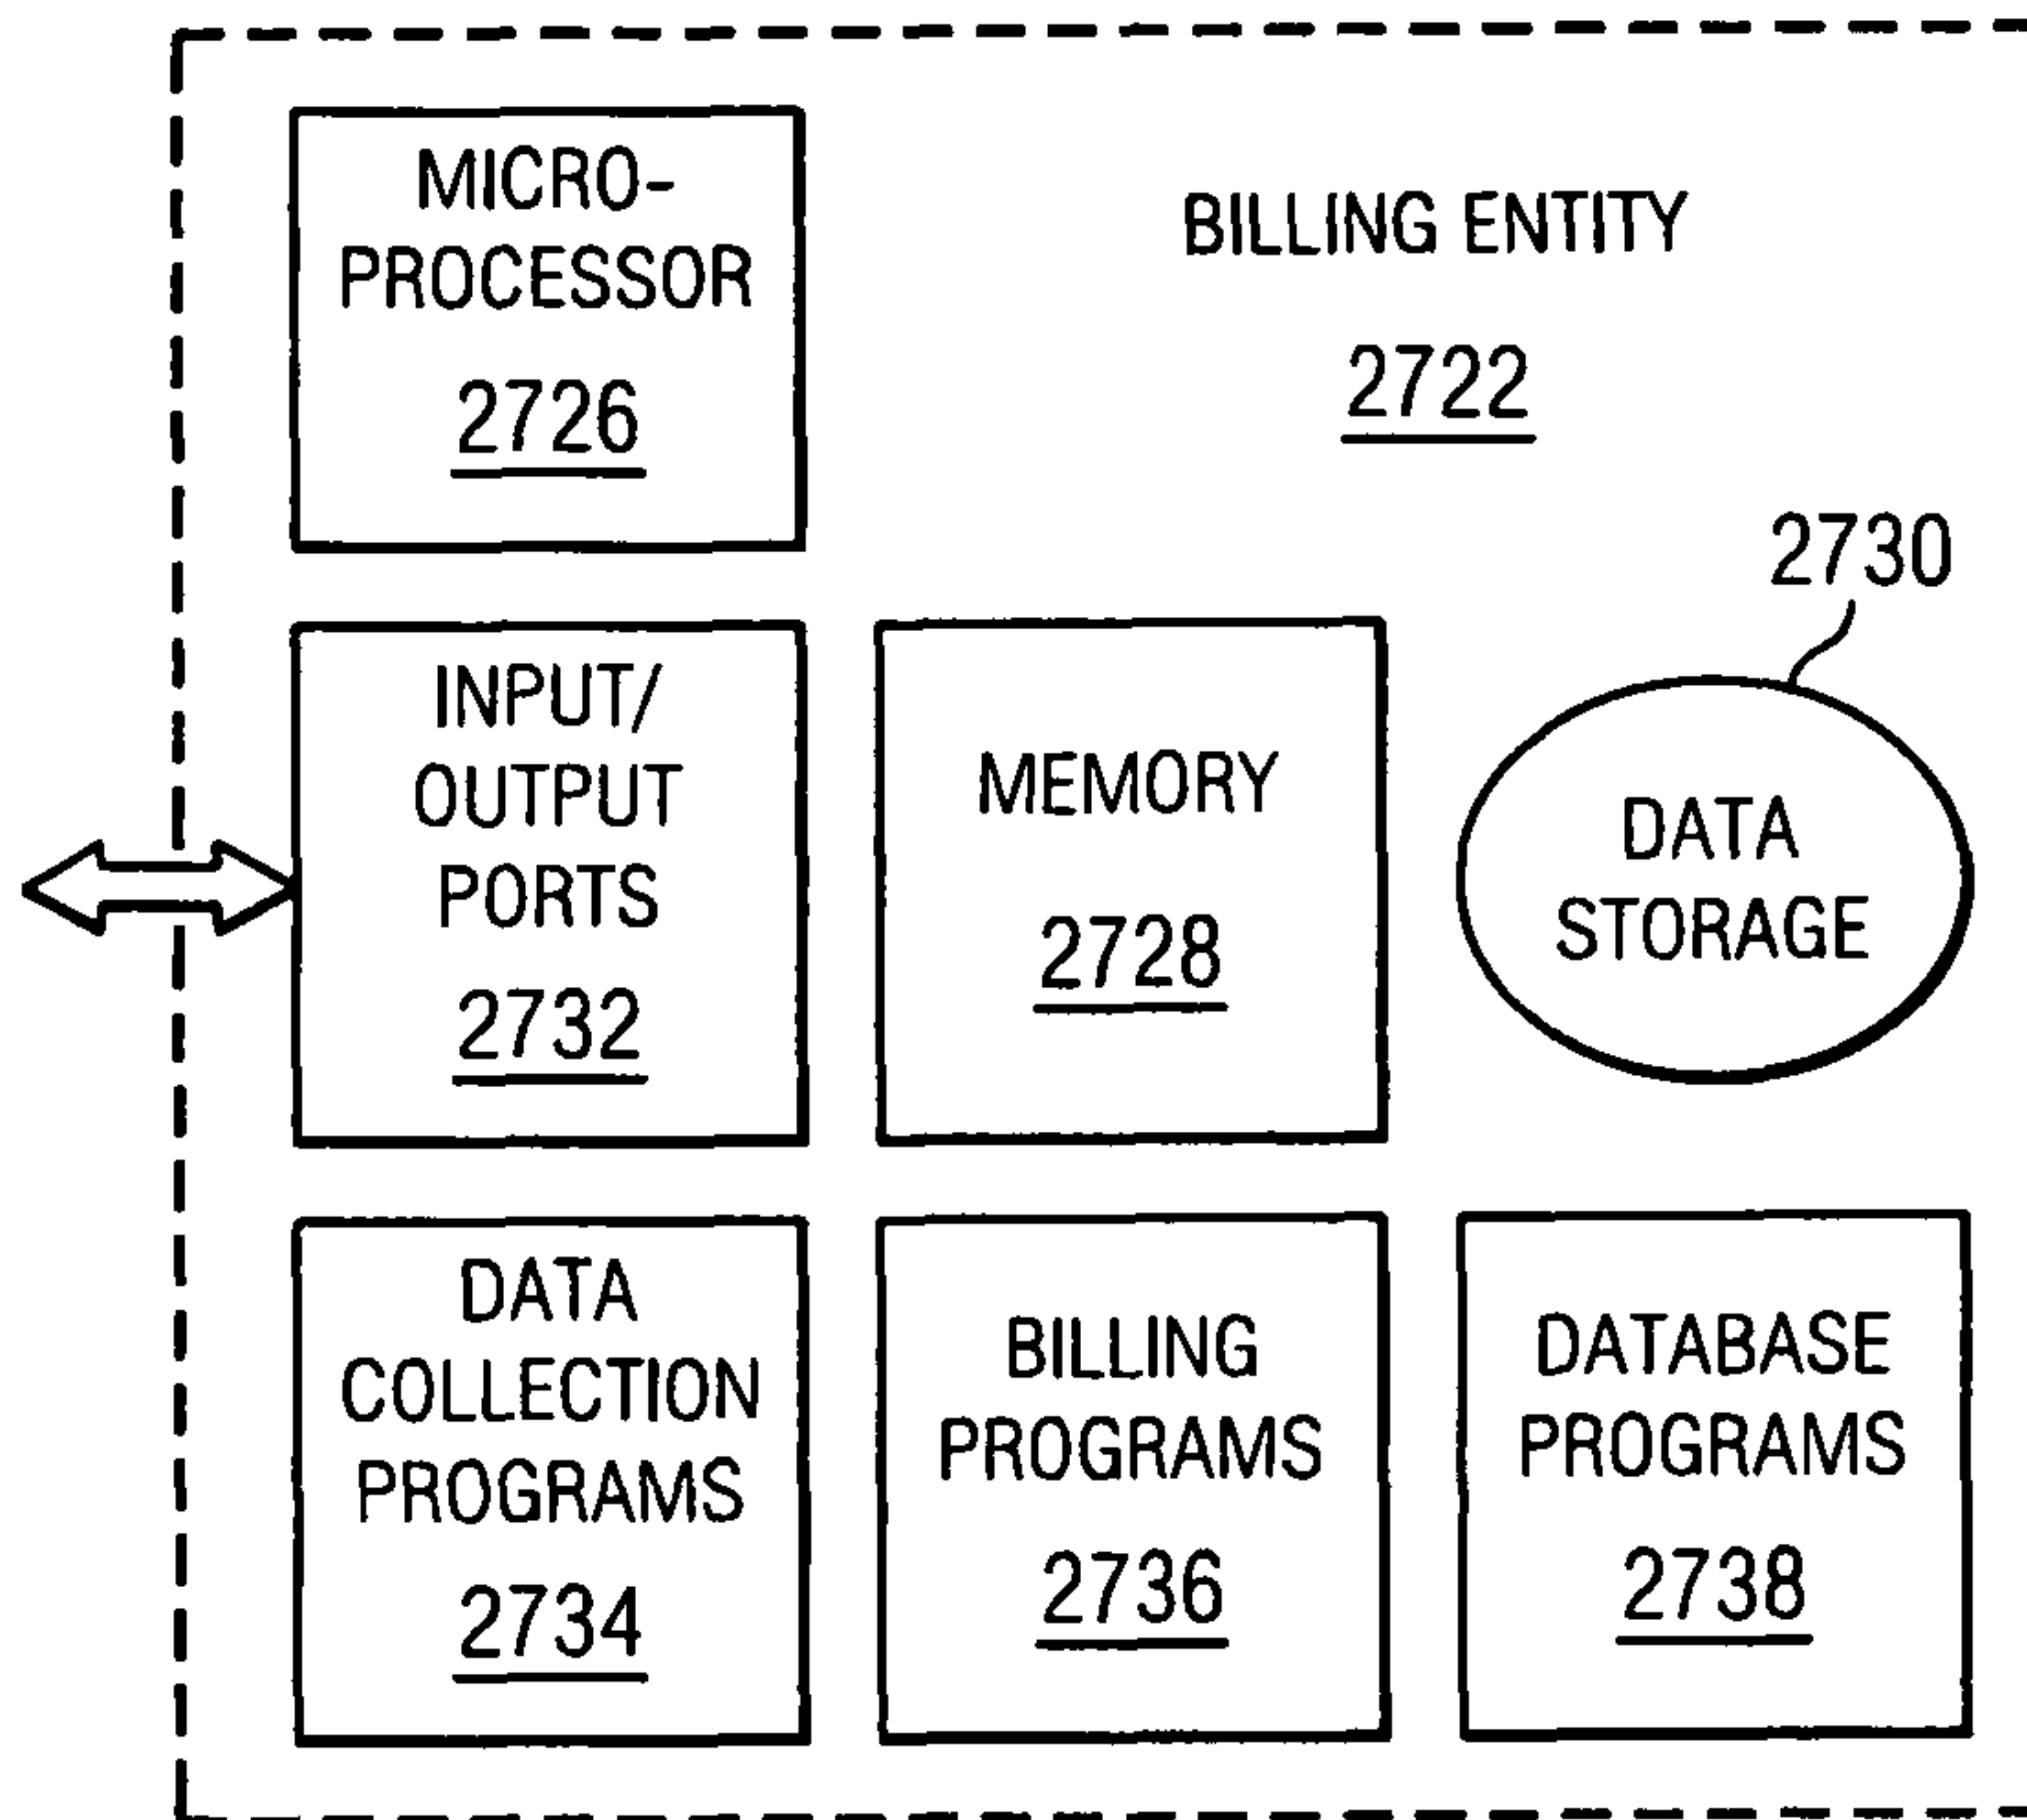 MICRO-
PROCESSOR
2726
BILLING ENTITY
2722
2730
INPUT/
OUTPUT
PORTS
2732
MEMORY
2728
DATA
STORAGE
DATA
COLLECTION
PROGRAMS
2734
BILLING
PROGRAMS
2736
DATABASE
PROGRAMS
2738